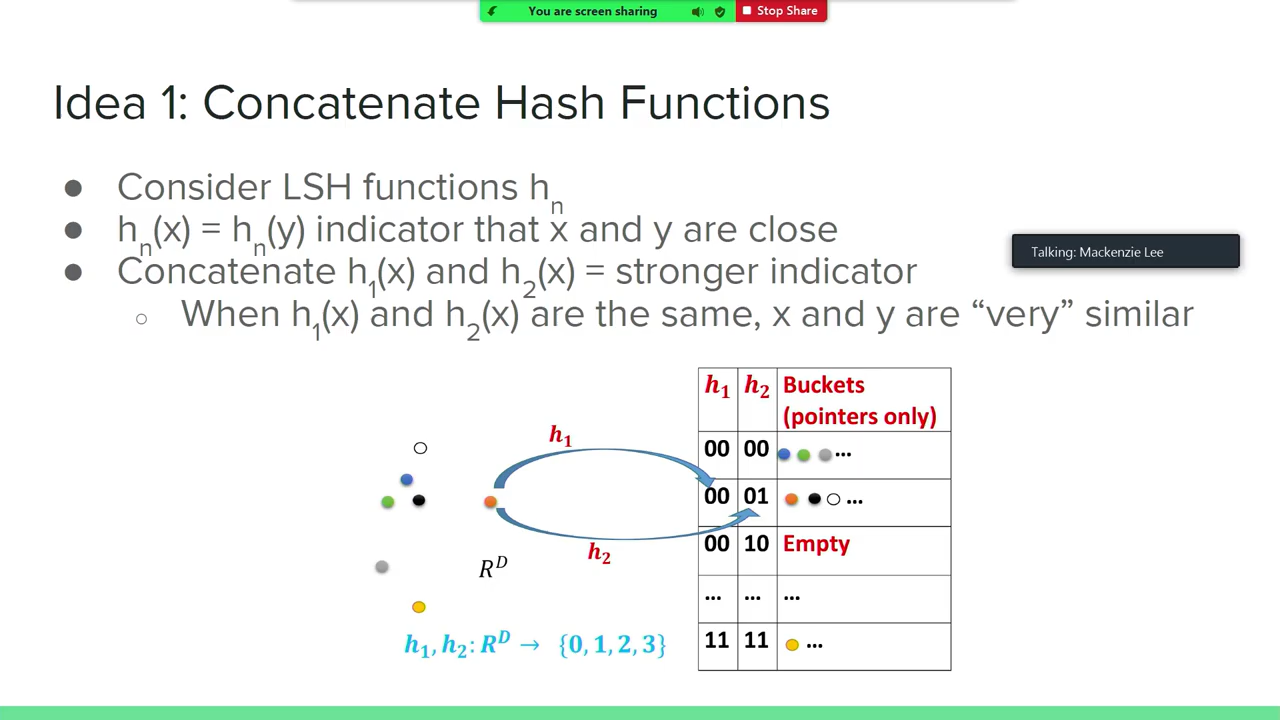 You are screen sharing
Stop Share
Idea 1: Concatenate Hash Functions
● Consider LSH functions hₙ
● hₙ(x) = hₙ(y) indicator that x and y are close
Talking: Mackenzie Lee
● Concatenate h₁(x) and h₂(x) = stronger indicator
○ When h₁(x) and h₂(x) are the same, x and y are “very” similar
h₁ h₂ Buckets
(pointers only)
h₁
00 00 ...
00 01 ...
h₂
00 10 Empty
Rᴰ
... ... ...
h₁, h₂: Rᴰ → {0, 1, 2, 3}
11 11 ...